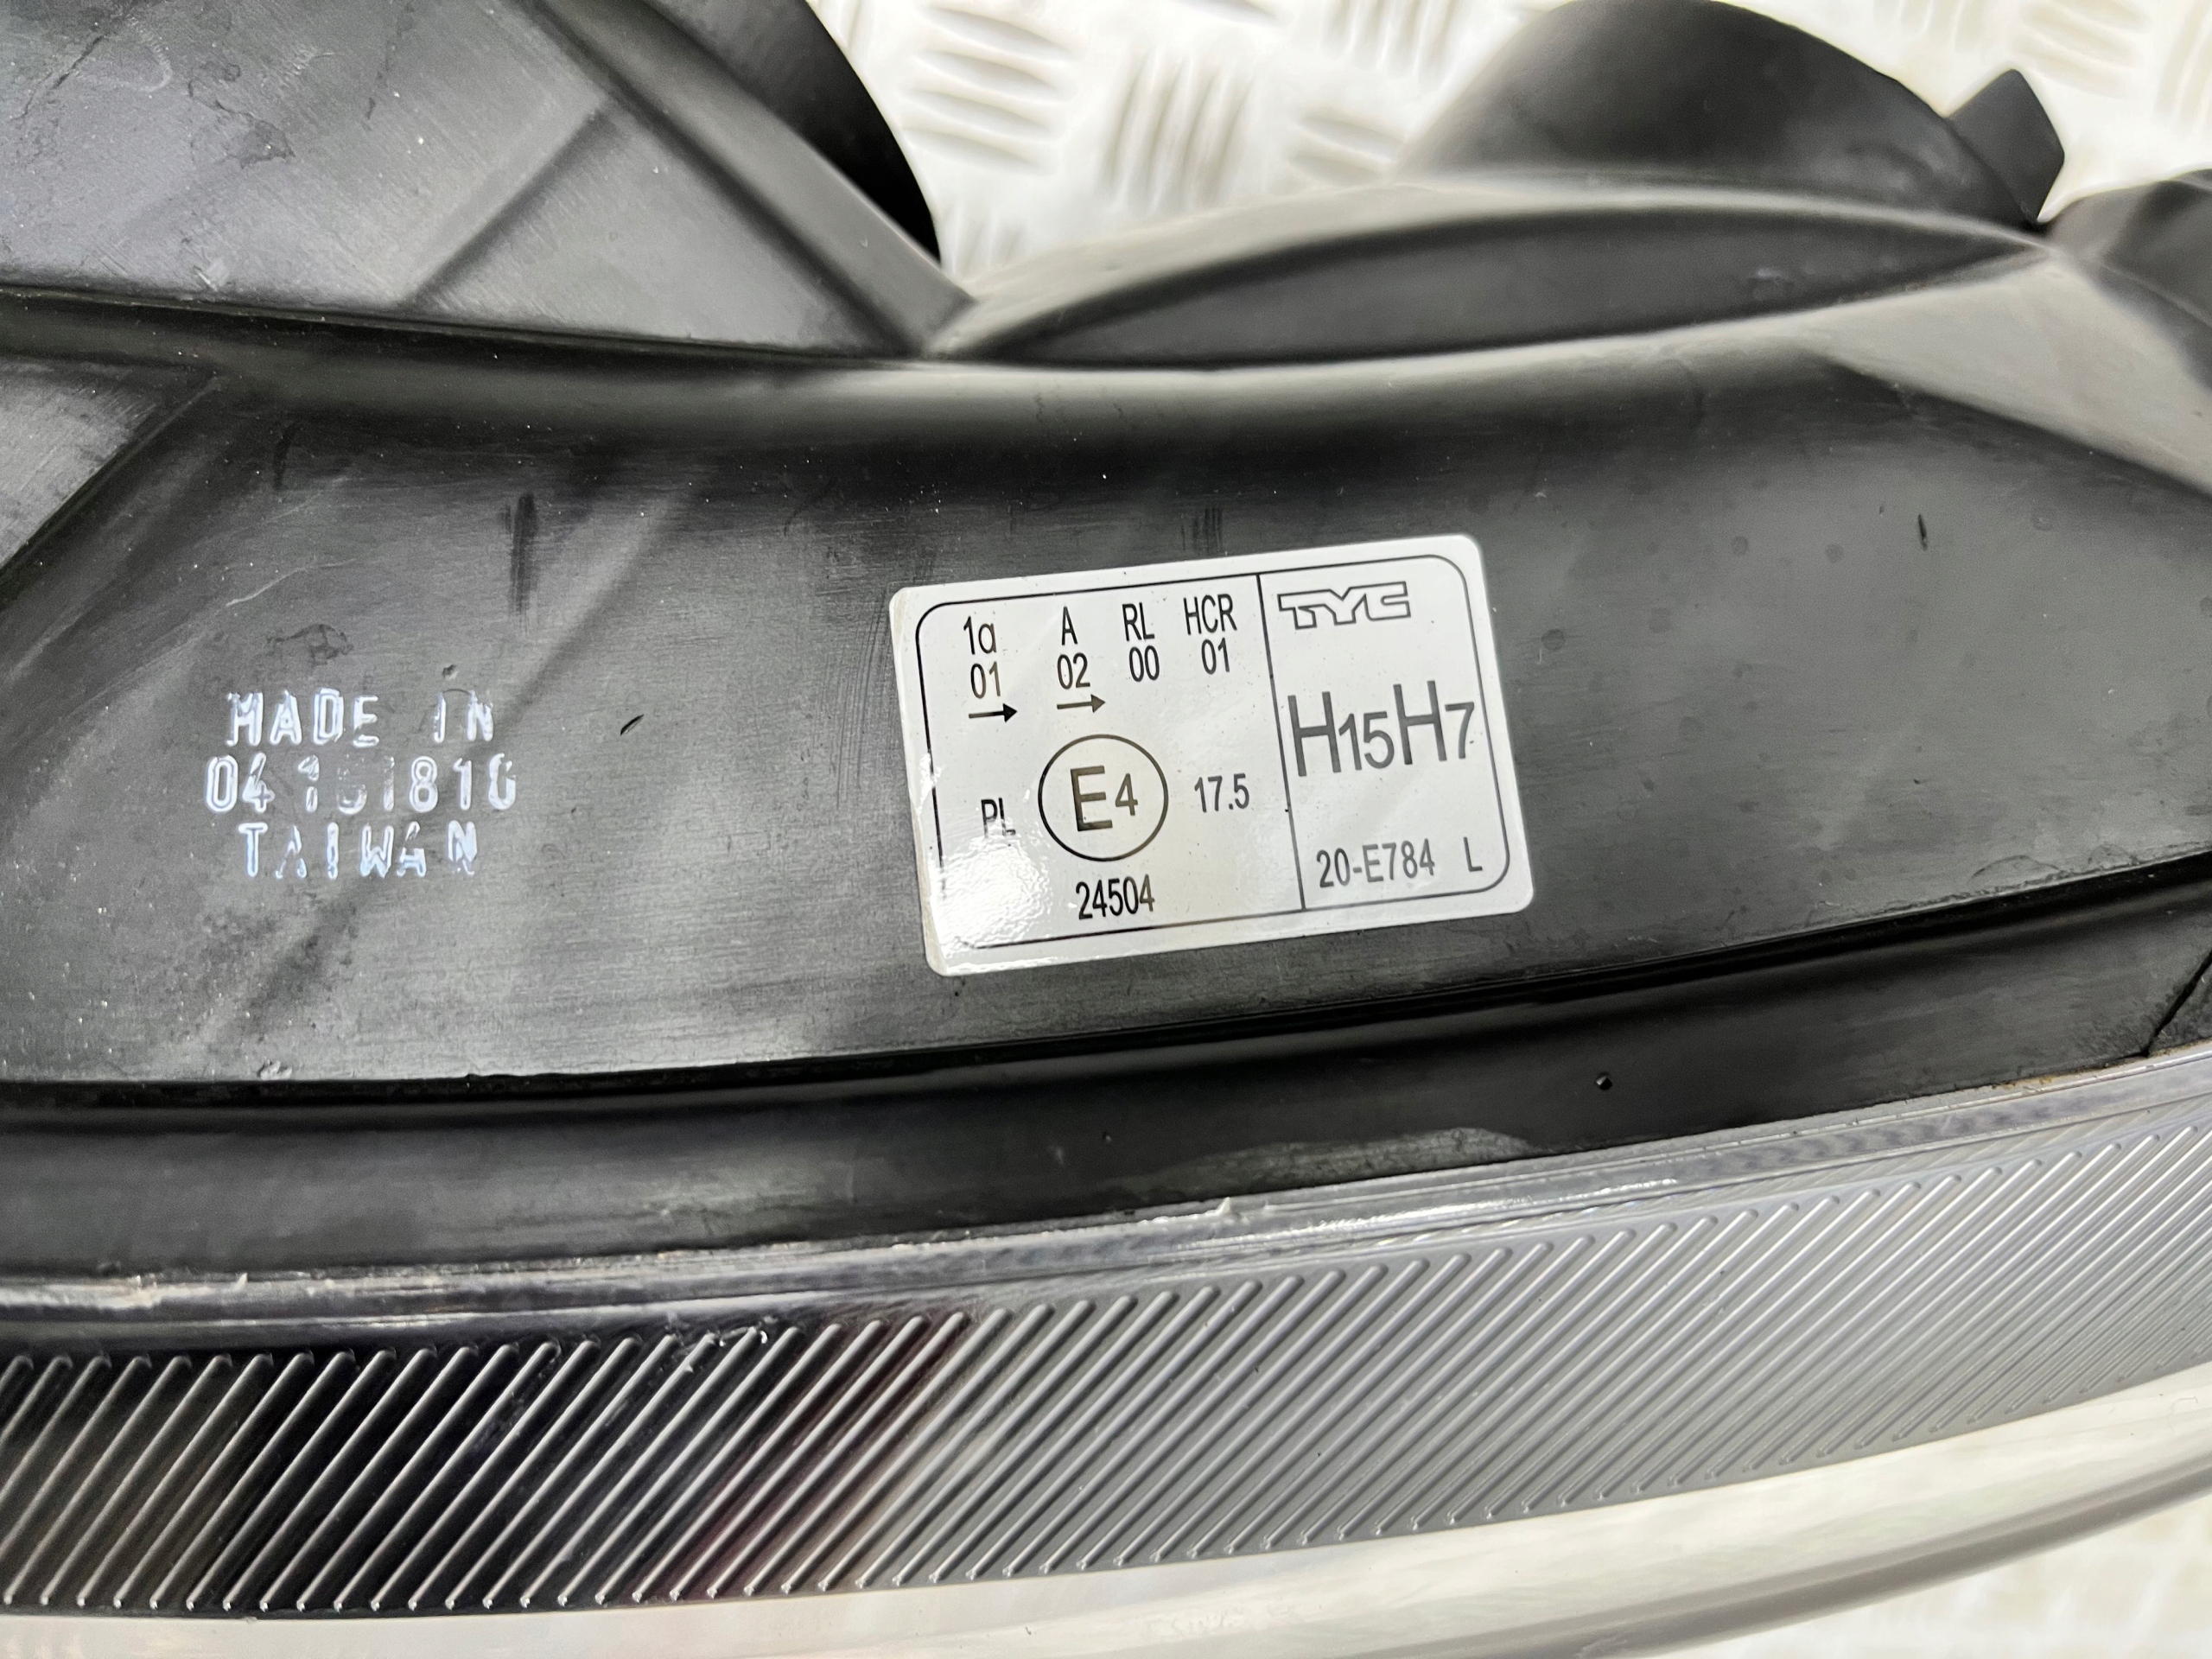 MADE IN
TAIWAN
1a A RL HCR
01 02 00 01
→ →
PL E4 17.5
24504
TYC
H15H7
20-E784 L